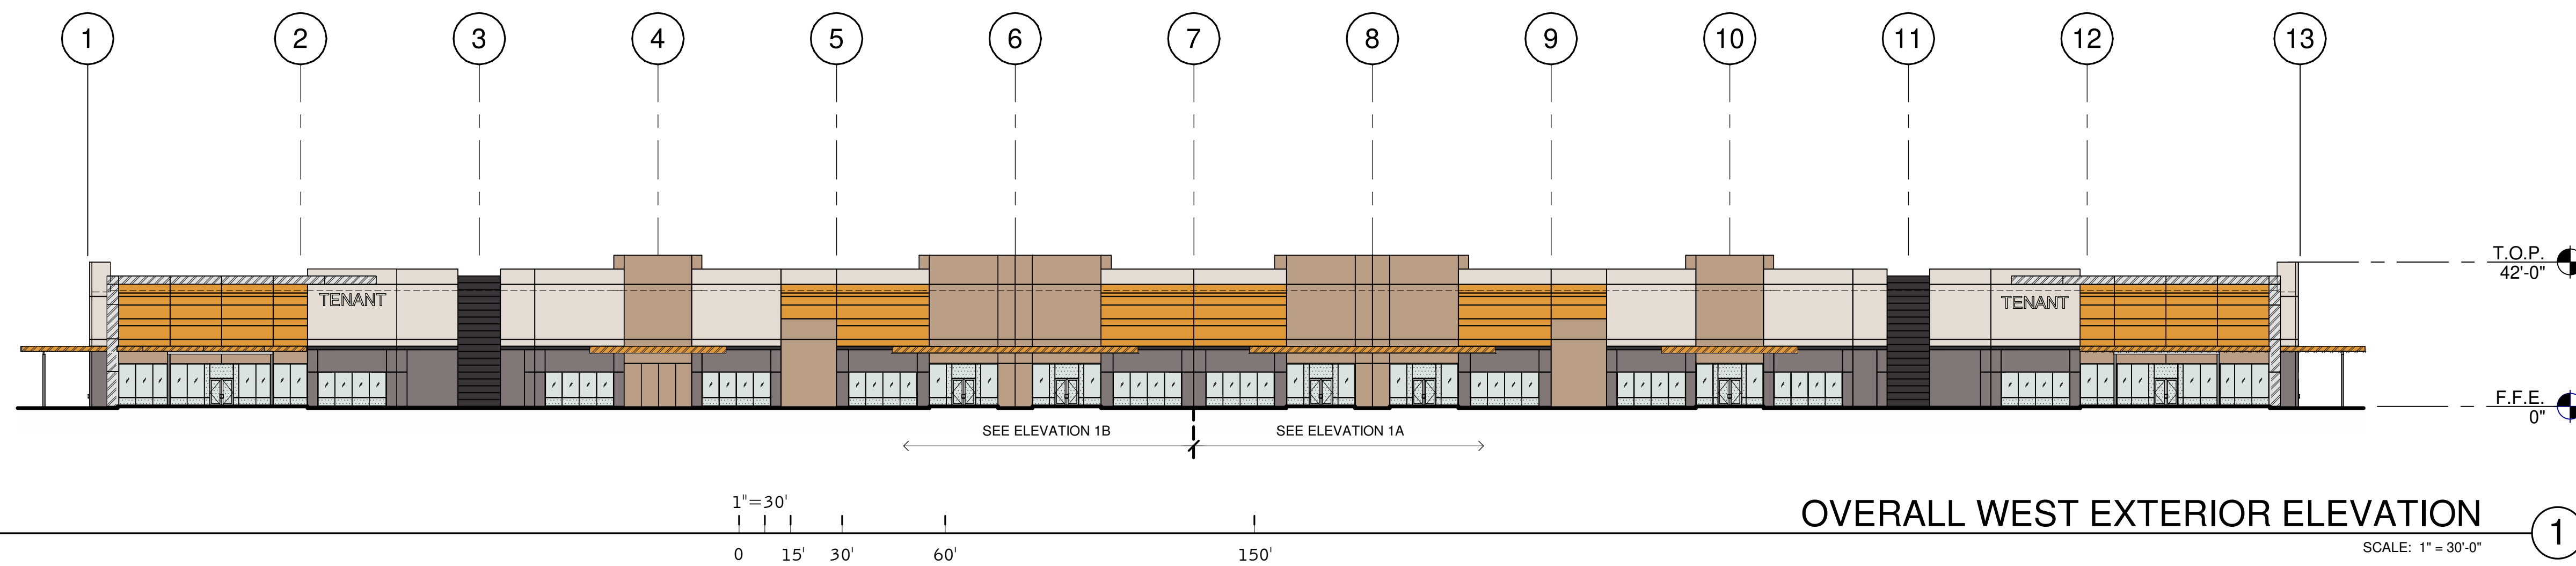 1 2 3 4 5 6 7 8 9 10 11 12 13
T.O.P.
42'-0"
TENANT TENANT
F.F.E.
0"
SEE ELEVATION 1B SEE ELEVATION 1A
1"=30'
0 15' 30' 60' 150'
OVERALL WEST EXTERIOR ELEVATION
1
SCALE: 1" = 30'-0"